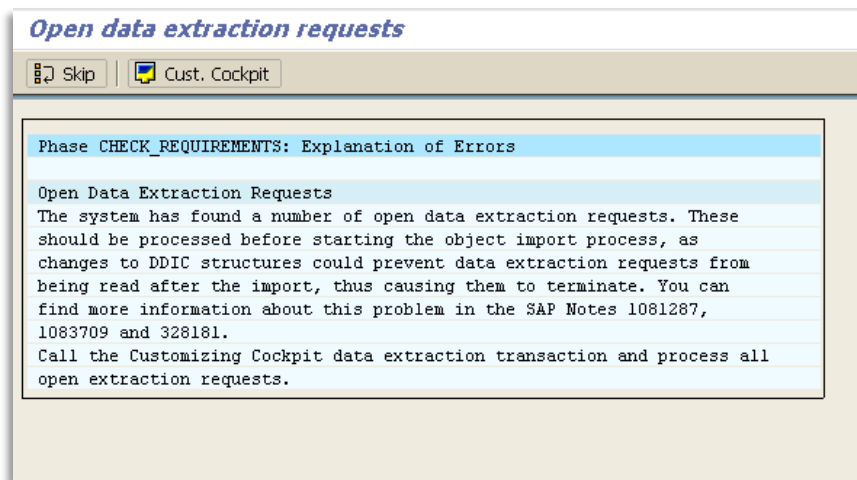 Open data extraction requests
Skip Cust. Cockpit
Phase CHECK_REQUIREMENTS: Explanation of Errors
Open Data Extraction Requests
The system has found a number of open data extraction requests. These
should be processed before starting the object import process, as
changes to DDIC structures could prevent data extraction requests from
being read after the import, thus causing them to terminate. You can
find more information about this problem in the SAP Notes 1081287,
1083709 and 328181.
Call the Customizing Cockpit data extraction transaction and process all
open extraction requests.